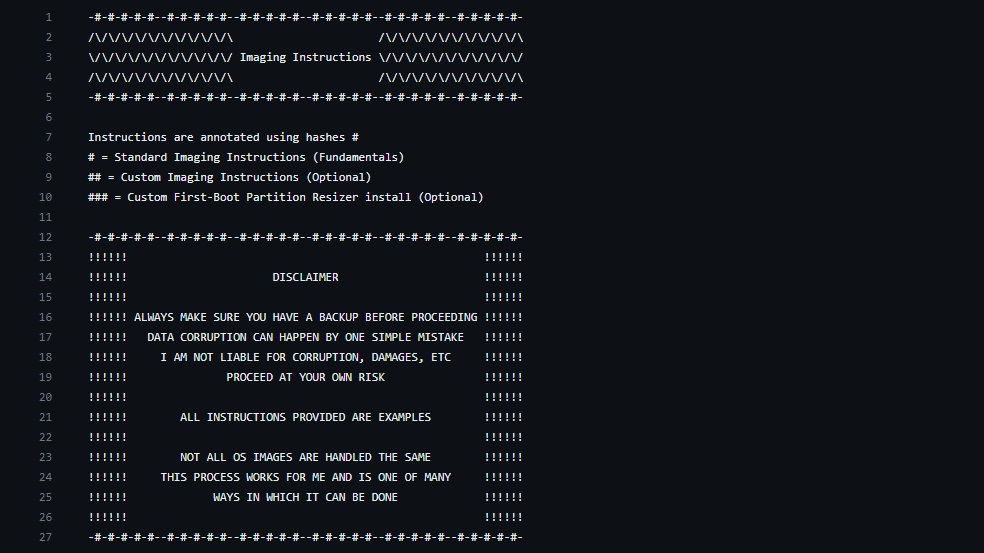 1 -#-#-#-#-#--#-#-#-#-#--#-#-#-#-#--#-#-#-#-#--#-#-#-#-#--#-#-#-#-#-
2 /\/\/\/\/\/\/\/\/\/\/\                      /\/\/\/\/\/\/\/\/\/\/\
3 \/\/\/\/\/\/\/\/\/\/\/ Imaging Instructions \/\/\/\/\/\/\/\/\/\/\/
4 /\/\/\/\/\/\/\/\/\/\/\                      /\/\/\/\/\/\/\/\/\/\/\
5 -#-#-#-#-#--#-#-#-#-#--#-#-#-#-#--#-#-#-#-#--#-#-#-#-#--#-#-#-#-#-
6
7 Instructions are annotated using hashes #
8 # = Standard Imaging Instructions (Fundamentals)
9 ## = Custom Imaging Instructions (Optional)
10 ### = Custom First-Boot Partition Resizer install (Optional)
11
12 -#-#-#-#-#--#-#-#-#-#--#-#-#-#-#--#-#-#-#-#--#-#-#-#-#--#-#-#-#-#-
13 !!!!!!                                                      !!!!!!
14 !!!!!!                      DISCLAIMER                      !!!!!!
15 !!!!!!                                                      !!!!!!
16 !!!!!! ALWAYS MAKE SURE YOU HAVE A BACKUP BEFORE PROCEEDING !!!!!!
17 !!!!!!   DATA CORRUPTION CAN HAPPEN BY ONE SIMPLE MISTAKE   !!!!!!
18 !!!!!!     I AM NOT LIABLE FOR CORRUPTION, DAMAGES, ETC     !!!!!!
19 !!!!!!               PROCEED AT YOUR OWN RISK               !!!!!!
20 !!!!!!                                                      !!!!!!
21 !!!!!!        ALL INSTRUCTIONS PROVIDED ARE EXAMPLES        !!!!!!
22 !!!!!!                                                      !!!!!!
23 !!!!!!        NOT ALL OS IMAGES ARE HANDLED THE SAME        !!!!!!
24 !!!!!!     THIS PROCESS WORKS FOR ME AND IS ONE OF MANY     !!!!!!
25 !!!!!!             WAYS IN WHICH IT CAN BE DONE             !!!!!!
26 !!!!!!                                                      !!!!!!
27 -#-#-#-#-#--#-#-#-#-#--#-#-#-#-#--#-#-#-#-#--#-#-#-#-#--#-#-#-#-#-